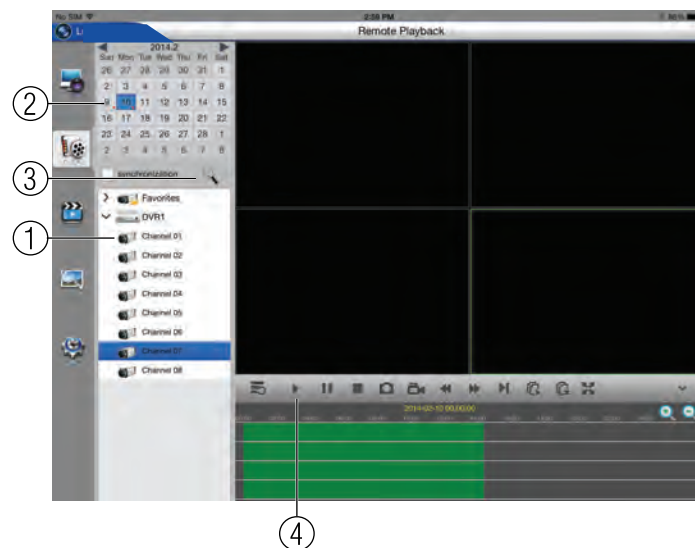 No SIM 2:59 PM 80%
Li Remote Playback
2014.2
Sun Mon Tue Wed Thu Fri Sat
26 27 28 29 30 31 1
2 3 4 5 6 7 8
9 10 11 12 13 14 15
16 17 18 19 20 21 22
23 24 25 26 27 28 1
2 3 4 5 6 7 8
synchronization
Favorites
DVR1
Channel 01
Channel 02
Channel 03
Channel 04
Channel 05
Channel 06
Channel 07
Channel 08
2014-02-10 00:00:00
2
3
1
4